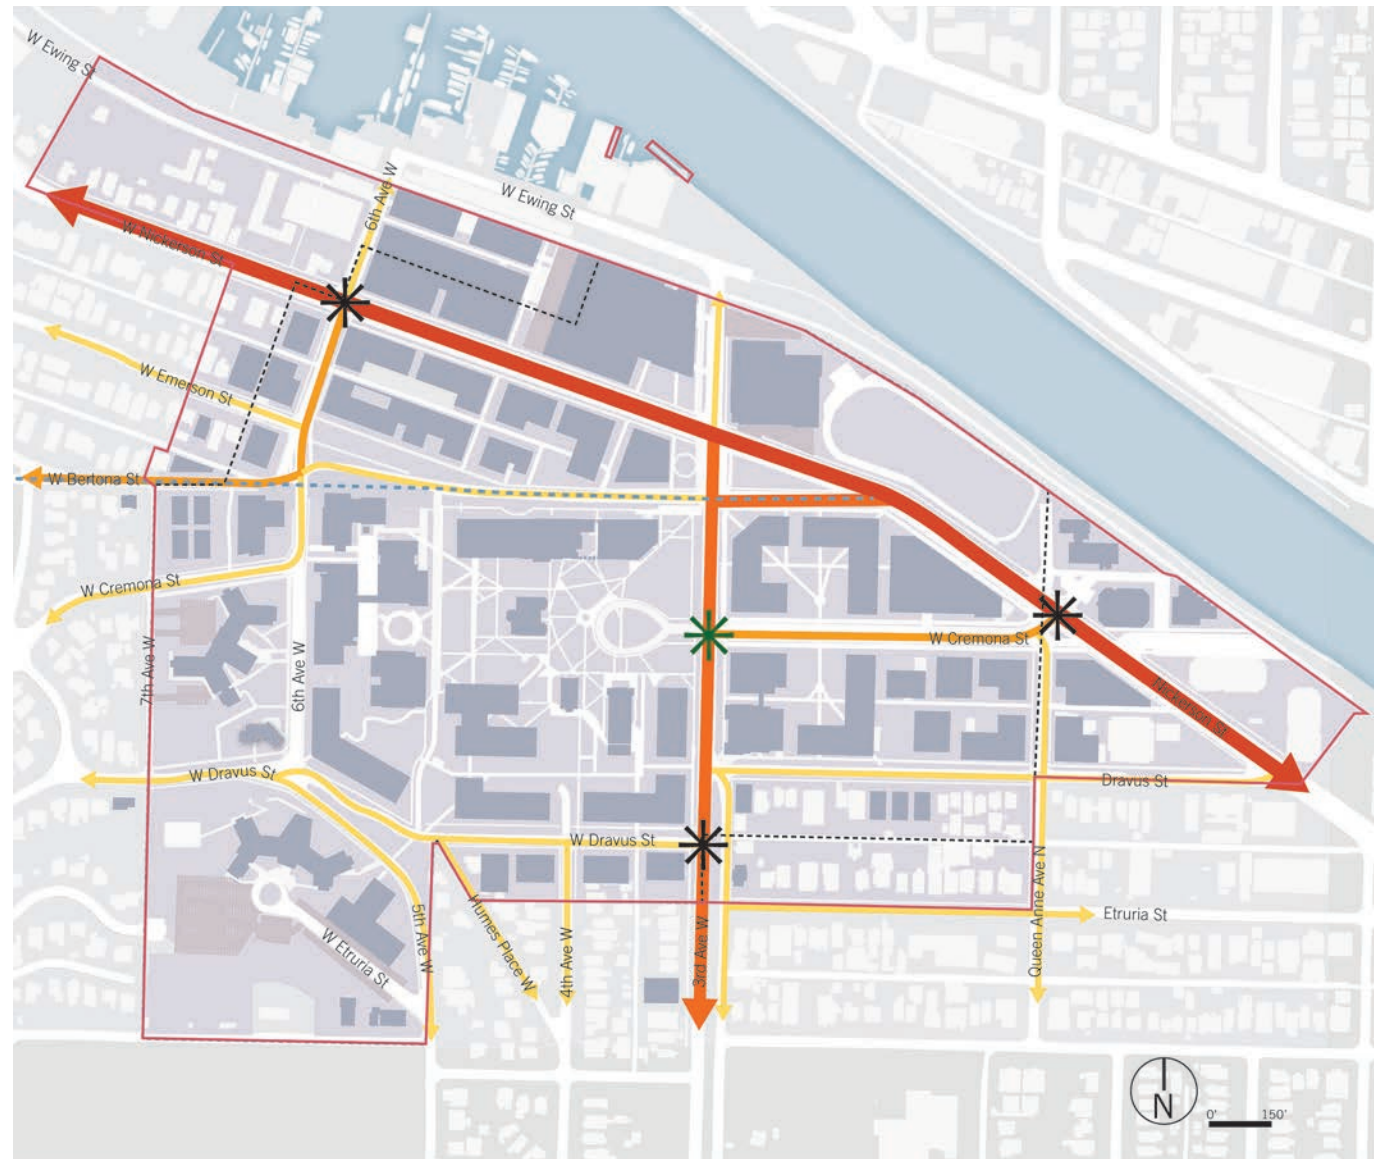 W Ewing St
6th Ave W
W Ewing St
W Nickerson St
W Emerson St
W Bertona St
W Cremona St
W Cremona St
7th Ave W
6th Ave W
Nickerson St
W Dravus St
Dravus St
W Dravus St
Humes Place W
5th Ave W
4th Ave W
3rd Ave W
Queen Anne Ave N
Etruria St
W Etruria St
N
0'
150'